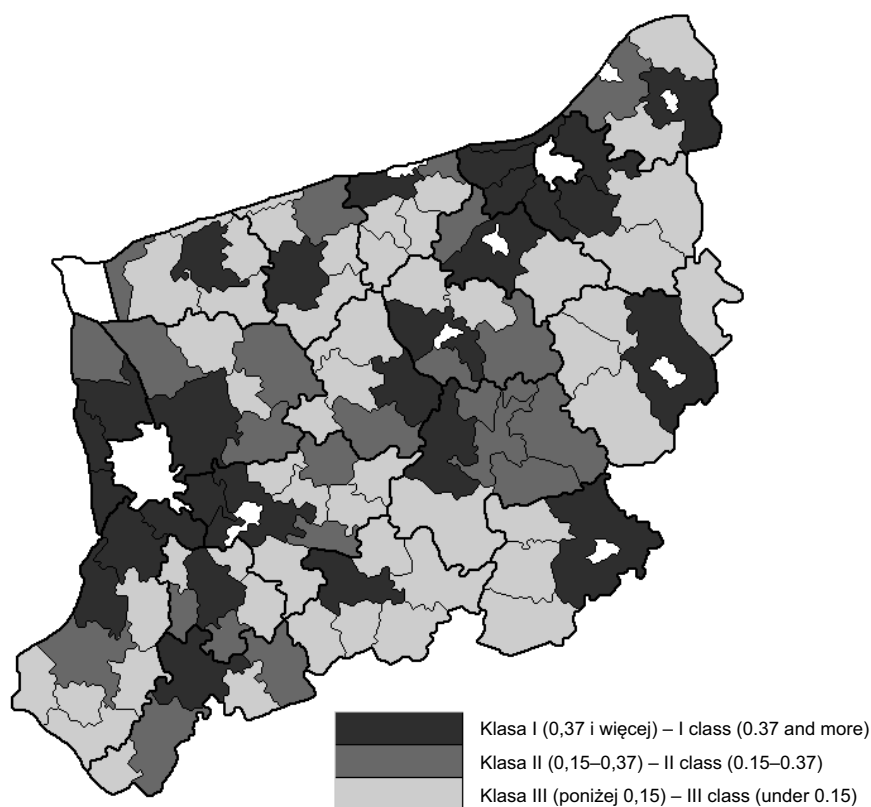 Klasa I (0,37 i więcej) – I class (0.37 and more)
Klasa II (0,15–0,37) – II class (0.15–0.37)
Klasa III (poniżej 0,15) – III class (under 0.15)